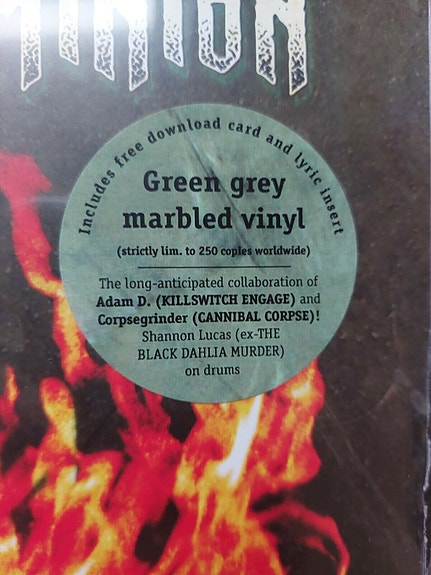 Includes free download card and lyric insert
Green grey
marbled vinyl
(strictly lim. to 250 copies worldwide)
The long-anticipated collaboration of
Adam D. (KILLSWITCH ENGAGE) and
Corpsegrinder (CANNIBAL CORPSE)!
Shannon Lucas (ex-THE
BLACK DAHLIA MURDER)
on drums